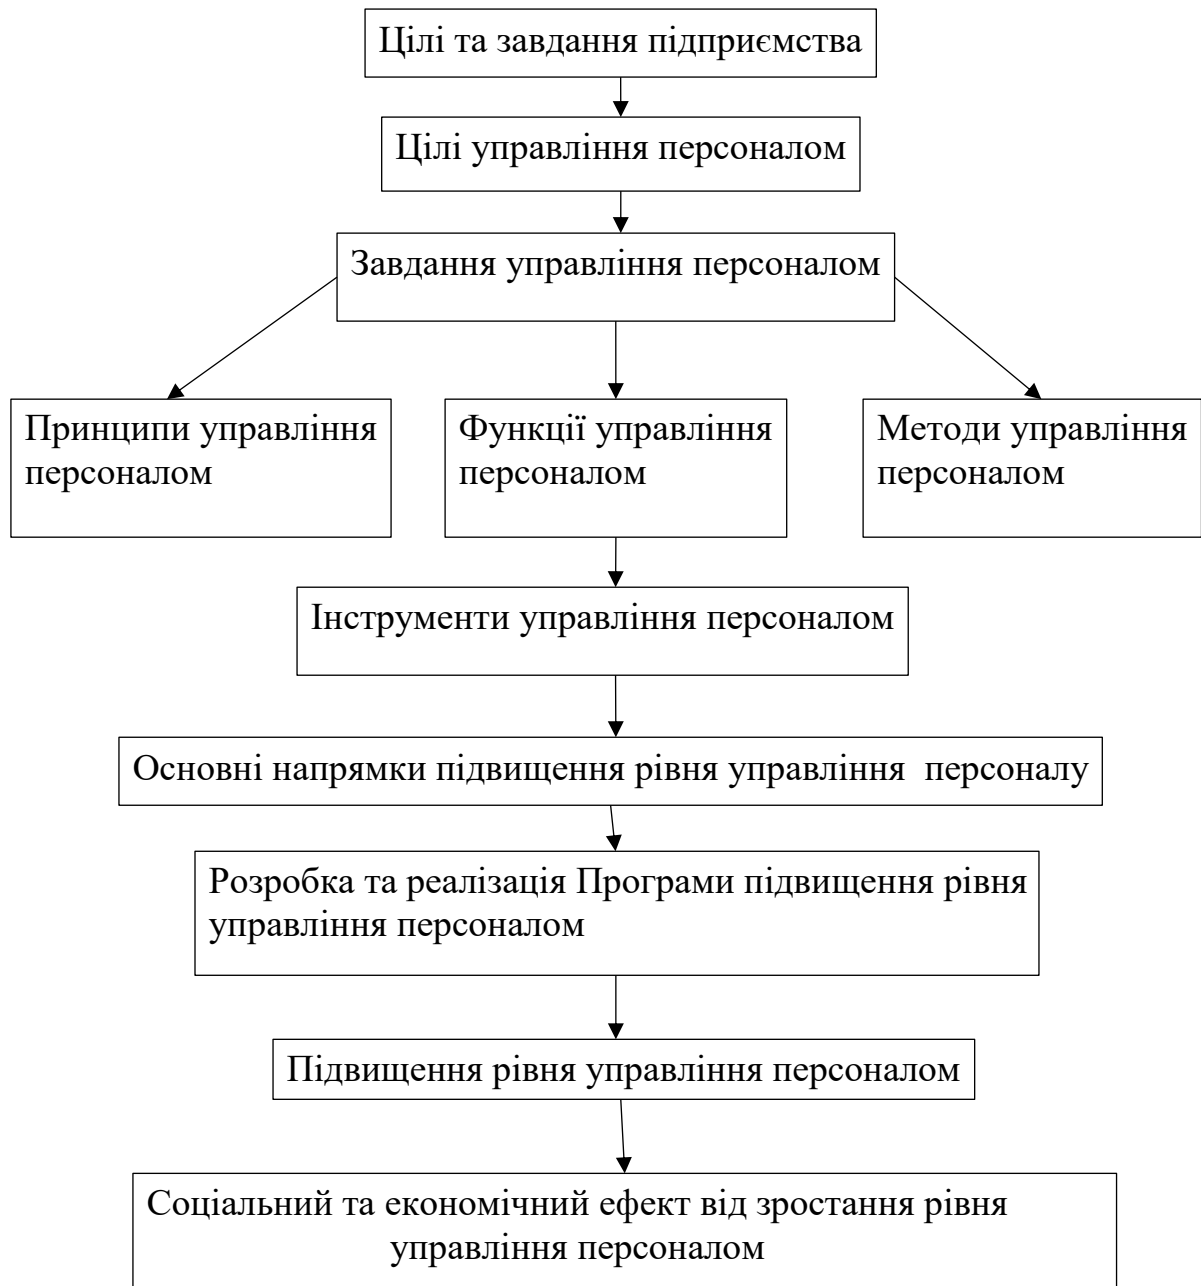 Цілі та завдання підприємства
Цілі управління персоналом
Завдання управління персоналом
Принципи управління
персоналом
Функції управління
персоналом
Методи управління
персоналом
Інструменти управління персоналом
Основні напрямки підвищення рівня управління персоналу
Розробка та реалізація Програми підвищення рівня
управління персоналом
Підвищення рівня управління персоналом
Соціальний та економічний ефект від зростання рівня
управління персоналом